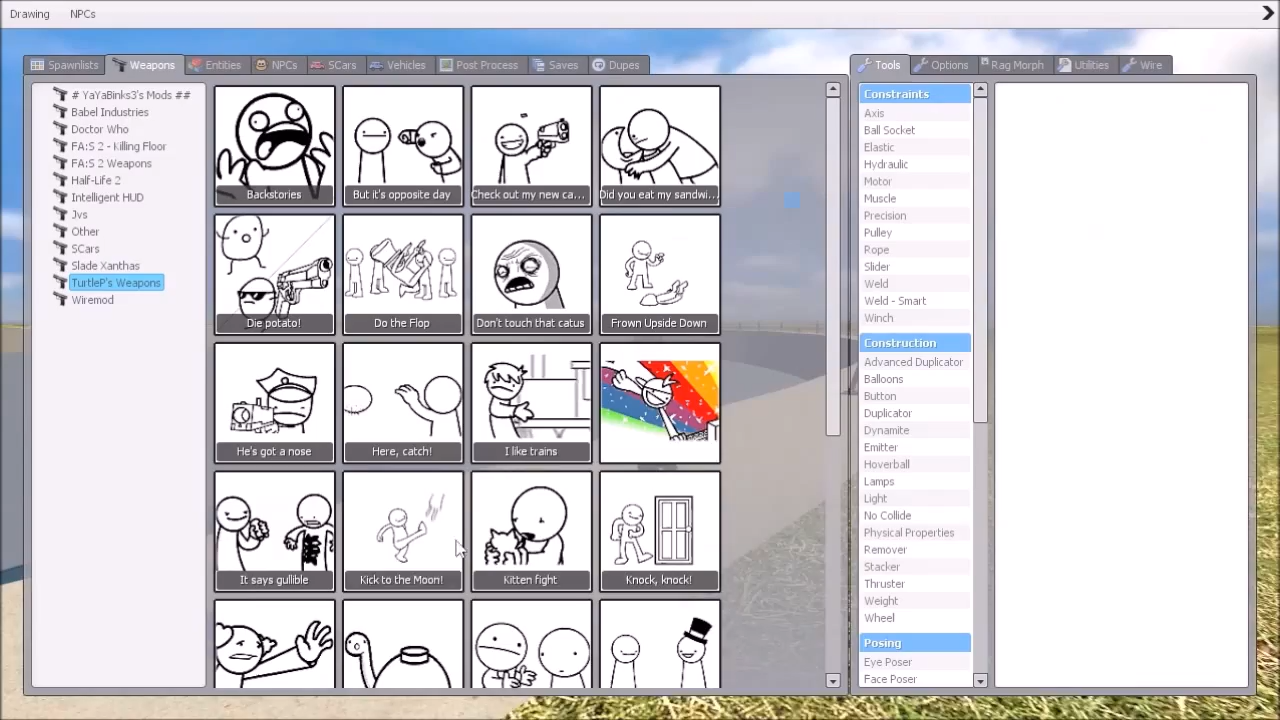 Drawing NPCs
Spawnlists Weapons Entities NPCs SCars Vehicles Post Process Saves Dupes
# YaYaBinks3's Mods ##
Babel Industries
Doctor Who
FA:S 2 - Killing Floor
FA:S 2 Weapons
Half-Life 2
Intelligent HUD
Jvs
Other
SCars
Slade Xanthas
TurtleP's Weapons
Wiremod
Backstories
But it's opposite day
Check out my new ca...
Did you eat my sandwi...
Die potato!
Do the Flop
Don't touch that catus
Frown Upside Down
He's got a nose
Here, catch!
I like trains
It says gullible
Kick to the Moon!
Kitten fight
Knock, knock!
Tools Options Rag Morph Utilities Wire
Constraints
Axis
Ball Socket
Elastic
Hydraulic
Motor
Muscle
Precision
Pulley
Rope
Slider
Weld
Weld - Smart
Winch
Construction
Advanced Duplicator
Balloons
Button
Duplicator
Dynamite
Emitter
Hoverball
Lamps
Light
No Collide
Physical Properties
Remover
Stacker
Thruster
Weight
Wheel
Posing
Eye Poser
Face Poser